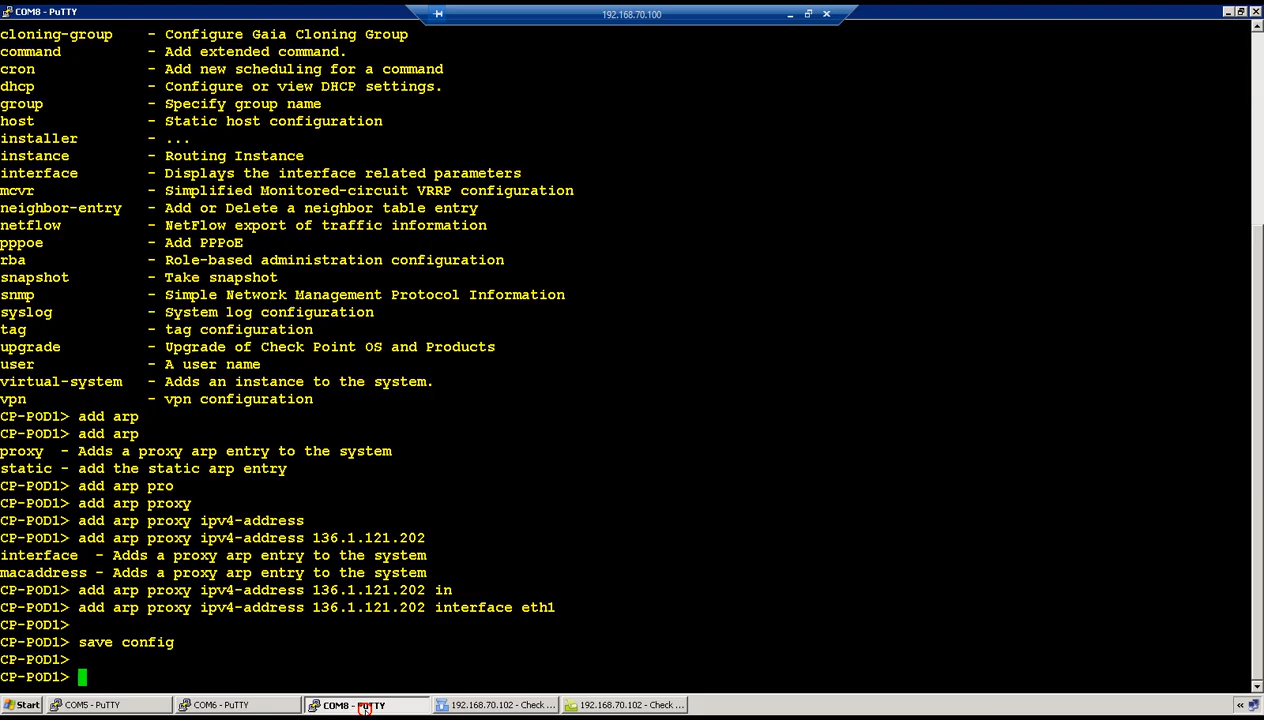 COM8 - PuTTY
192.168.70.100
cloning-group - Configure Gaia Cloning Group
command - Add extended command.
cron - Add new scheduling for a command
dhcp - Configure or view DHCP settings.
group - Specify group name
host - Static host configuration
installer - ...
instance - Routing Instance
interface - Displays the interface related parameters
mcvr - Simplified Monitored-circuit VRRP configuration
neighbor-entry - Add or Delete a neighbor table entry
netflow - NetFlow export of traffic information
pppoe - Add PPPoE
rba - Role-based administration configuration
snapshot - Take snapshot
snmp - Simple Network Management Protocol Information
syslog - System log configuration
tag - tag configuration
upgrade - Upgrade of Check Point OS and Products
user - A user name
virtual-system - Adds an instance to the system.
vpn - vpn configuration
CP-POD1> add arp
CP-POD1> add arp
proxy - Adds a proxy arp entry to the system
static - add the static arp entry
CP-POD1> add arp pro
CP-POD1> add arp proxy
CP-POD1> add arp proxy ipv4-address
CP-POD1> add arp proxy ipv4-address 136.1.121.202
interface - Adds a proxy arp entry to the system
macaddress - Adds a proxy arp entry to the system
CP-POD1> add arp proxy ipv4-address 136.1.121.202 in
CP-POD1> add arp proxy ipv4-address 136.1.121.202 interface eth1
CP-POD1>
CP-POD1> save config
CP-POD1>
CP-POD1>
Start COM5 - PuTTY COM6 - PuTTY COM8 - PuTTY 192.168.70.102 - Check ... 192.168.70.102 - Check ... «